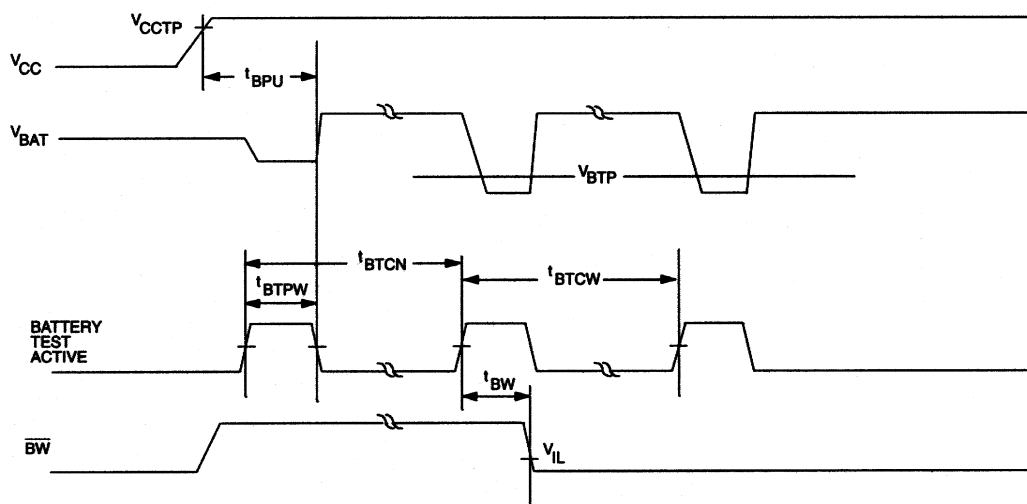 VCCTP
VCC
tBPU
VBAT
VBTP
tBTCN
tBTCW
tBTPW
BATTERY
TEST
ACTIVE
tBW
BW
VIL